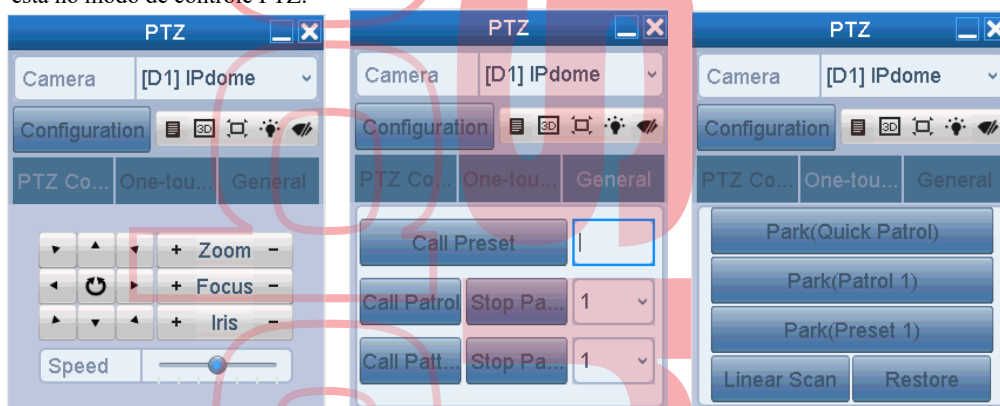 está no modo de controle PTZ.
PTZ
Camera [D1] IPdome
Configuration 3D
PTZ Co... One-tou... General
+ Zoom -
+ Focus -
+ Iris -
Speed
PTZ
Camera [D1] IPdome
Configuration 3D
PTZ Co... One-tou... General
Call Preset
Call Patrol Stop Pa... 1
Call Patt... Stop Pa... 1
PTZ
Camera [D1] IPdome
Configuration 3D
PTZ Co... One-tou... General
Park(Quick Patrol)
Park(Patrol 1)
Park(Preset 1)
Linear Scan Restore